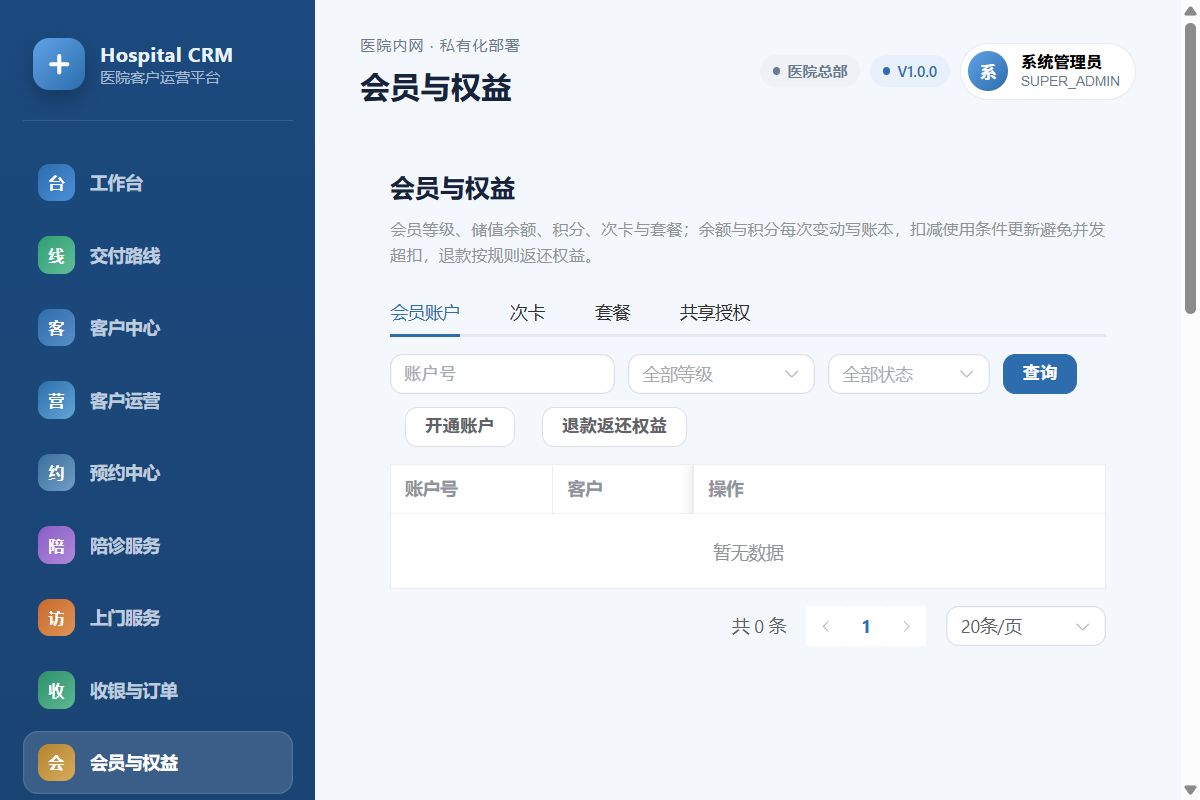 Hospital CRM
医院客户运营平台
台 工作台
线 交付路线
客 客户中心
营 客户运营
约 预约中心
陪 陪诊服务
访 上门服务
收 收银与订单
会 会员与权益
医院内网 · 私有化部署
会员与权益
医院总部
V1.0.0
系
系统管理员
SUPER_ADMIN
会员与权益
会员等级、储值余额、积分、次卡与套餐；余额与积分每次变动写账本，扣减使用条件更新避免并发
超扣，退款按规则返还权益。
会员账户 次卡 套餐 共享授权
账户号 全部等级 全部状态 查询
开通账户 退款返还权益
账户号 客户 操作
暂无数据
共 0 条 1 20条/页